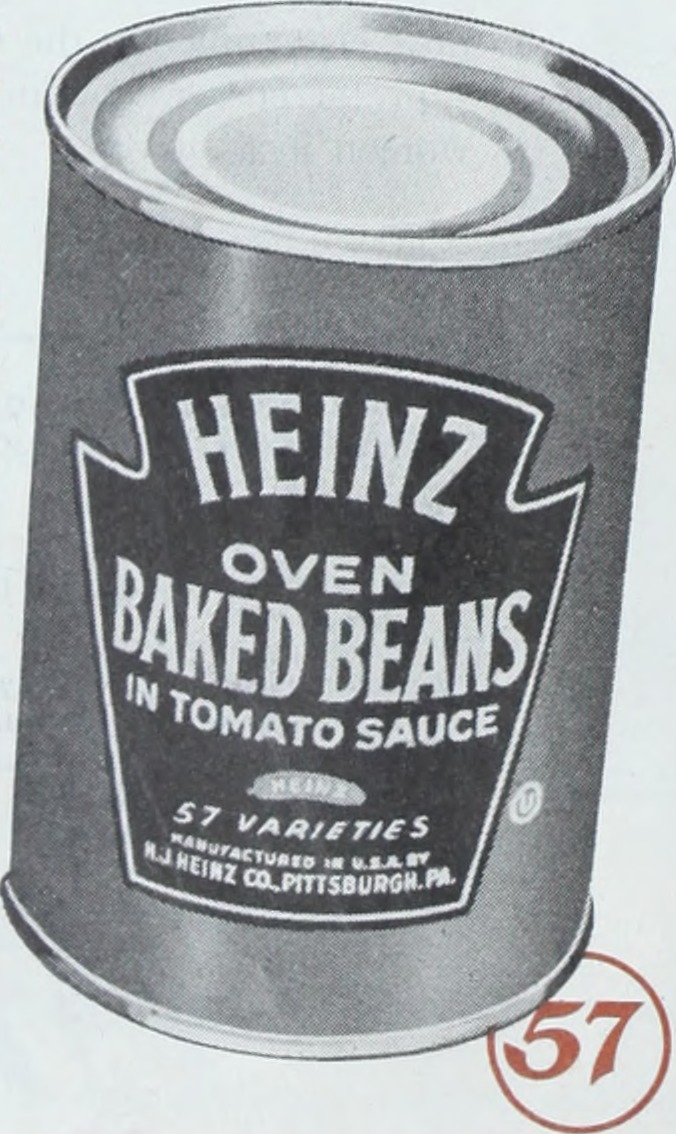 HEINZ
OVEN
BAKED BEANS
IN TOMATO SAUCE
HEINZ
57 VARIETIES
MANUFACTURED IN U.S.A. BY
H.J. HEINZ CO., PITTSBURGH, PA.
U
57